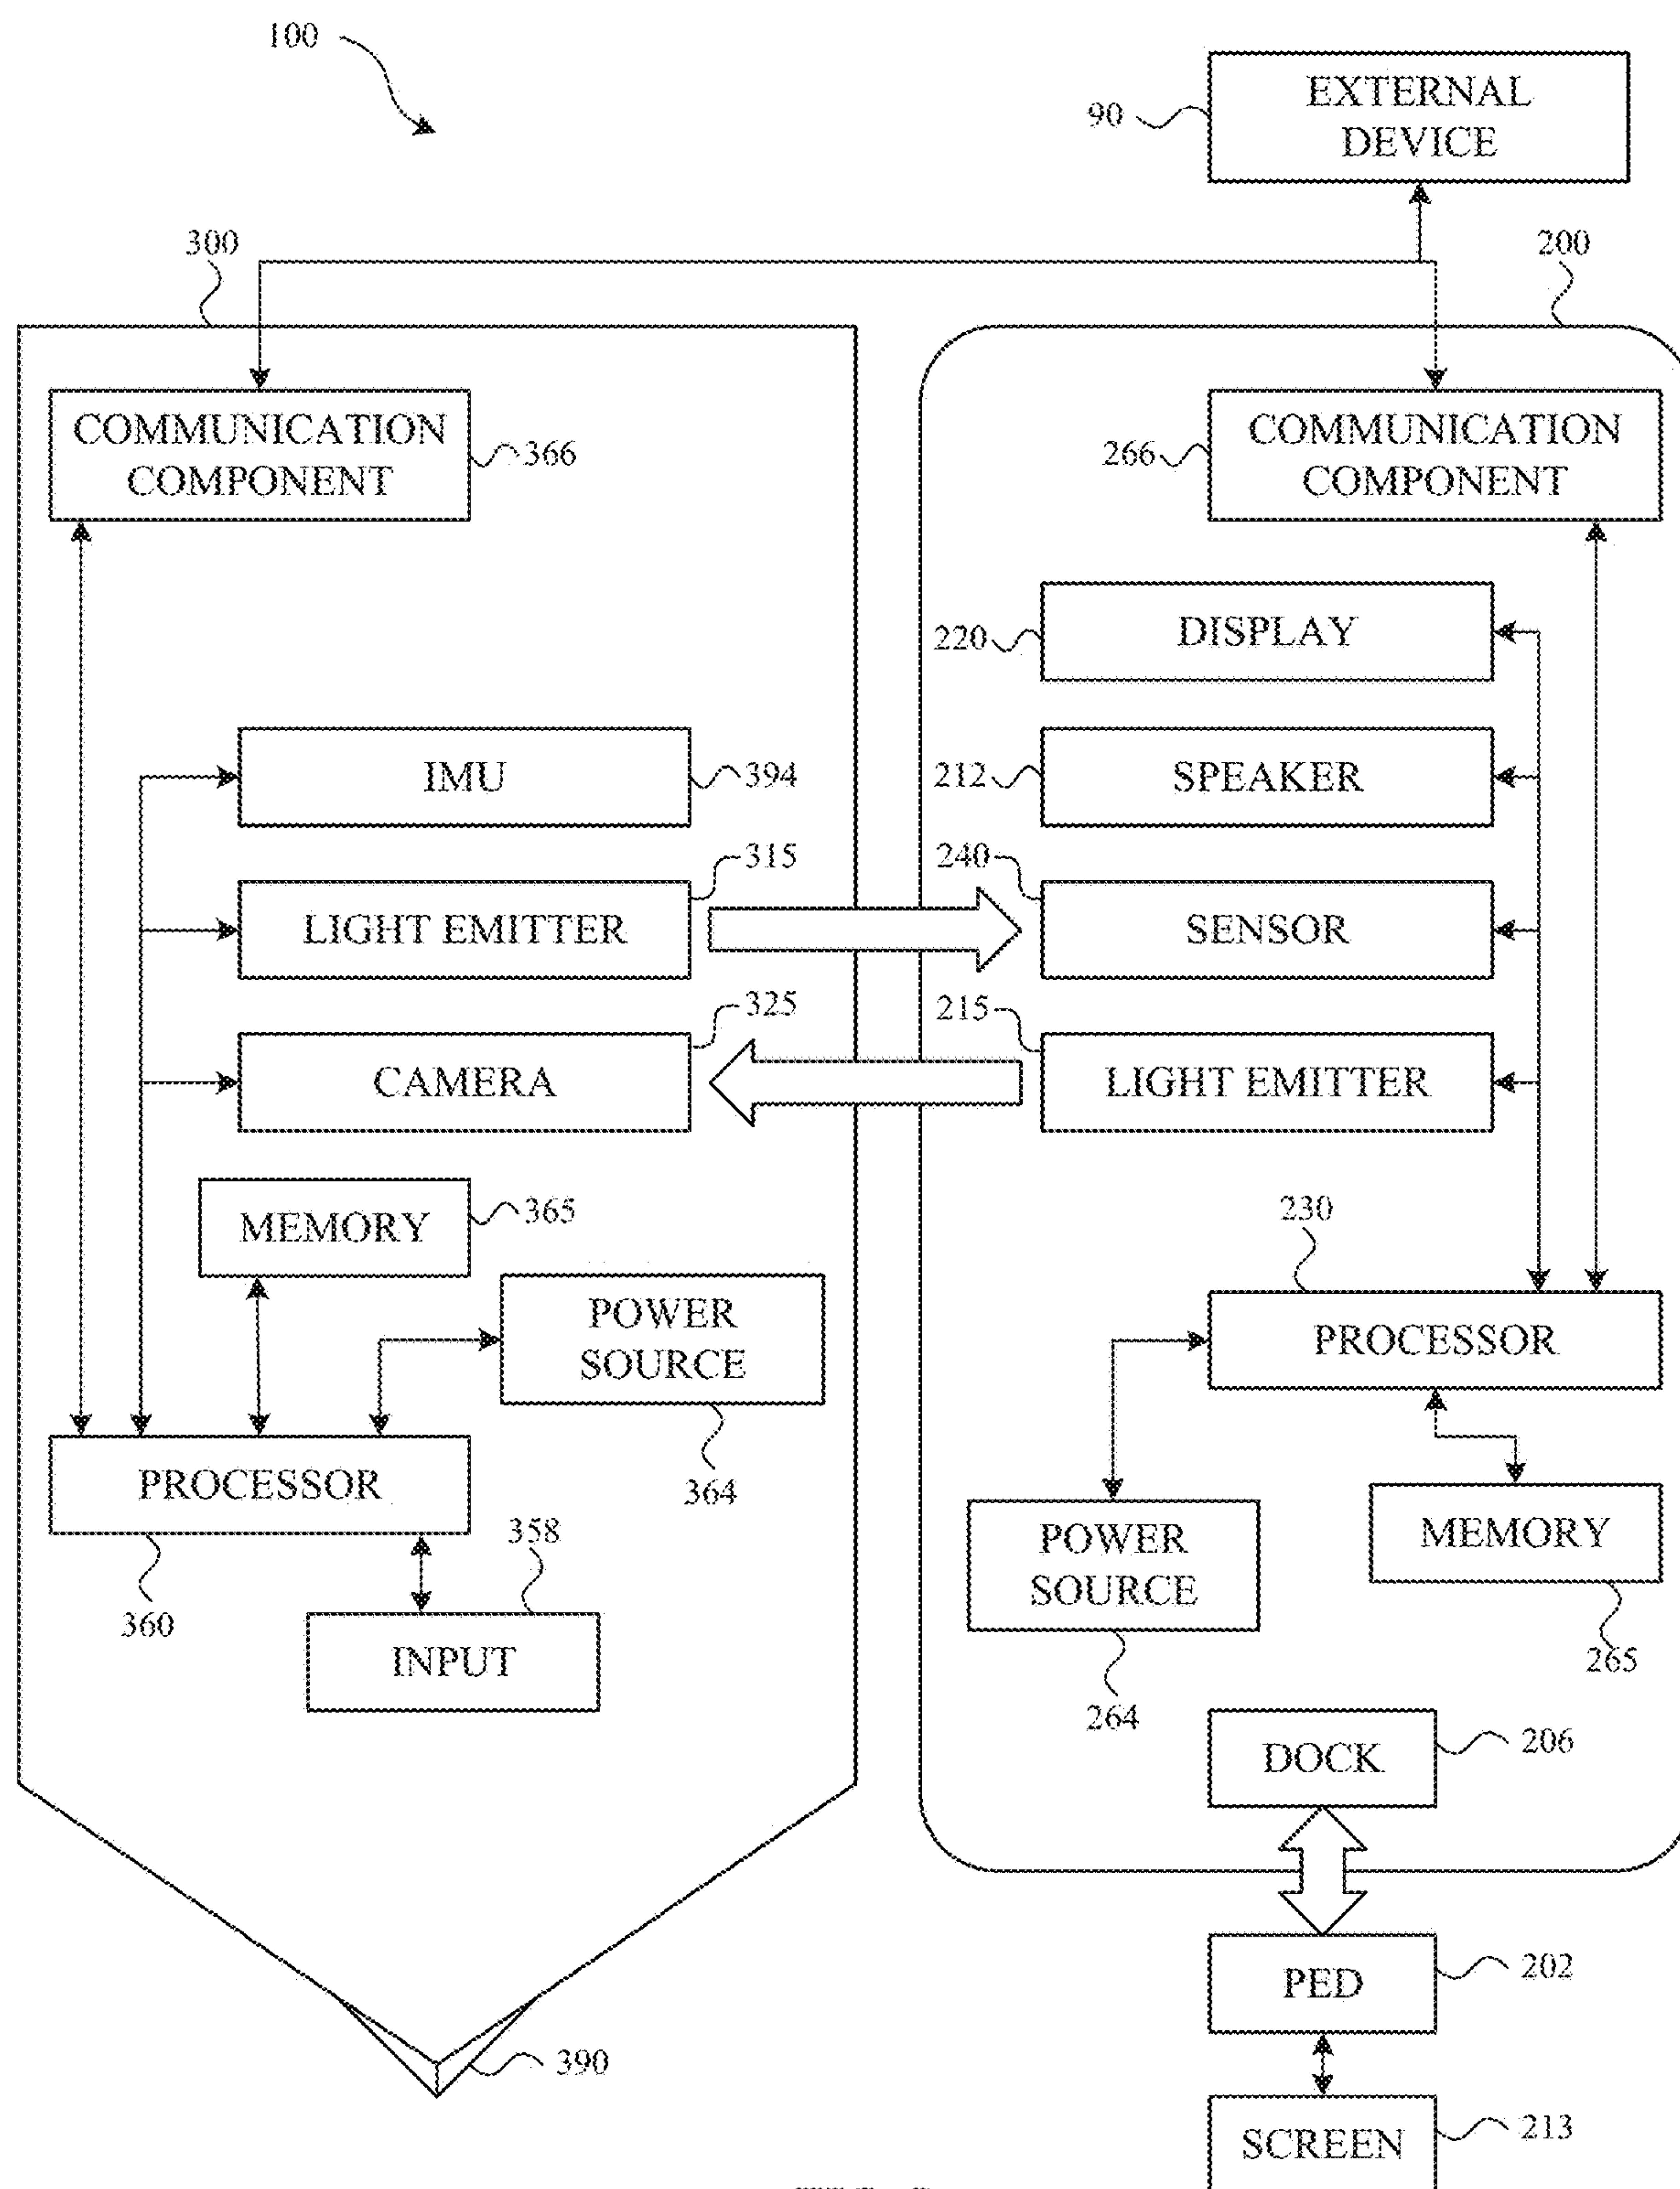 100
90
EXTERNAL
DEVICE
300
200
COMMUNICATION
COMPONENT
366
266
COMMUNICATION
COMPONENT
220
DISPLAY
IMU
394
212
SPEAKER
315
240
LIGHT EMITTER
SENSOR
325
215
CAMERA
LIGHT EMITTER
MEMORY
365
230
POWER
SOURCE
PROCESSOR
364
PROCESSOR
358
360
INPUT
POWER
SOURCE
MEMORY
265
264
DOCK
206
PED
202
390
SCREEN
213